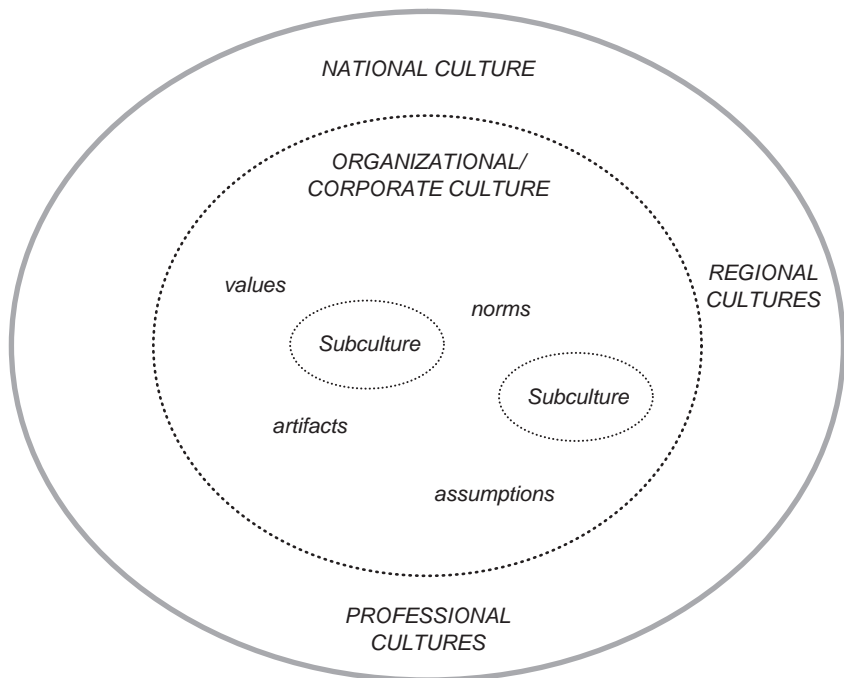 NATIONAL CULTURE
ORGANIZATIONAL/
CORPORATE CULTURE
REGIONAL
CULTURES
values
norms
Subculture
Subculture
artifacts
assumptions
PROFESSIONAL
CULTURES